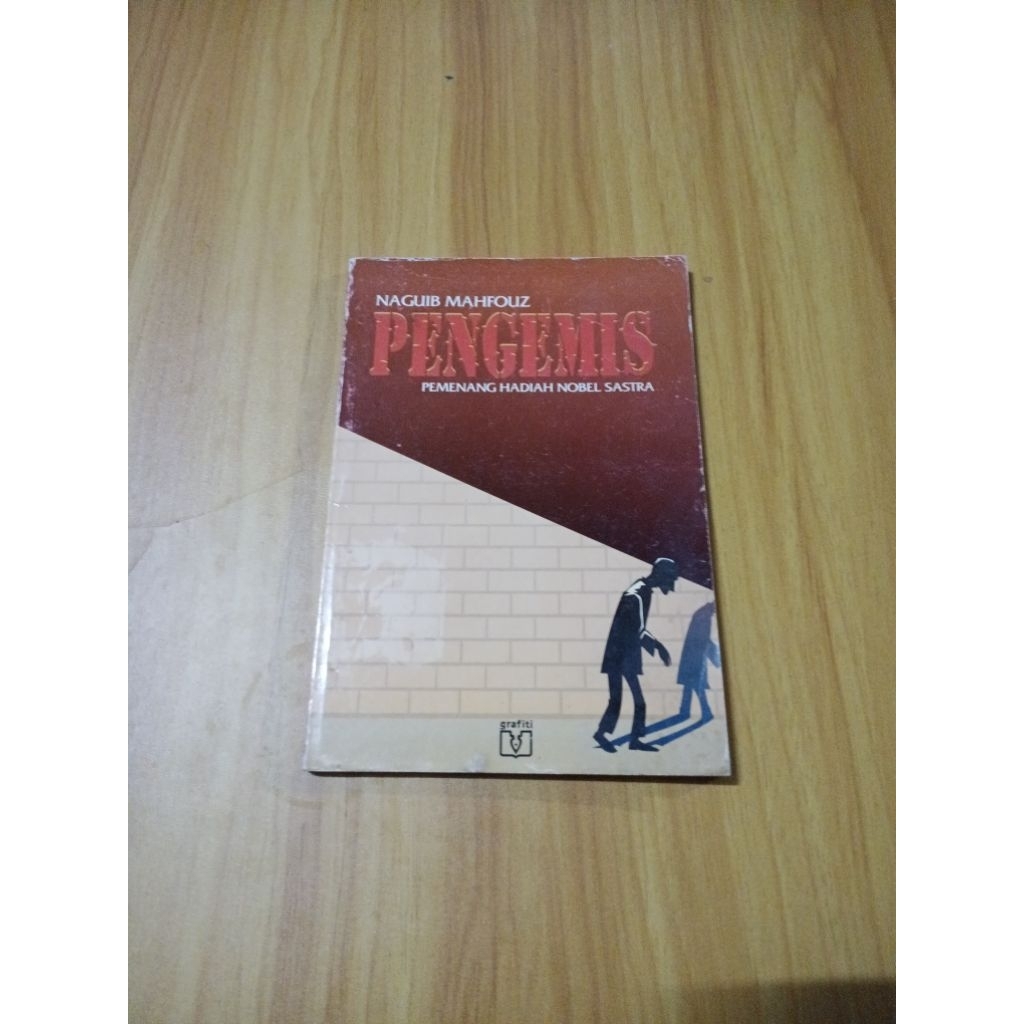 NAGUIB MAHFOUZ
PENGEMIS
PEMENANG HADIAH NOBEL SASTRA
grafiti